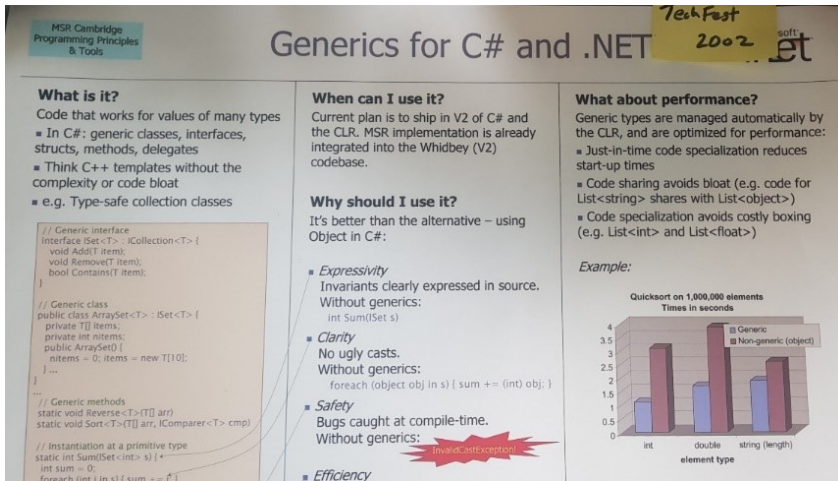 MSR Cambridge
Programming Principles
& Tools
Generics for C# and .NET
TechFest
2002
soft
et
What is it?
Code that works for values of many types
▪ In C#: generic classes, interfaces,
structs, methods, delegates
▪ Think C++ templates without the
complexity or code bloat
▪ e.g. Type-safe collection classes
// Generic interface
interface ISet<T> : ICollection<T> {
void Add(T item);
void Remove(T item);
bool Contains(T item);
}
// Generic class
public class ArraySet<T> : ISet<T> {
private T[] items;
private int nitems;
public ArraySet() {
nitems = 0; items = new T[10];
} ...
}
...
// Generic methods
static void Reverse<T>(T[] arr)
static void Sort<T>(T[] arr, IComparer<T> cmp)
// Instantiation at a primitive type
static int Sum(ISet<int> s) {
int sum = 0;
foreach (int i in s) { sum += i; }
When can I use it?
Current plan is to ship in V2 of C# and
the CLR. MSR implementation is already
integrated into the Whidbey (V2)
codebase.
Why should I use it?
It's better than the alternative – using
Object in C#:
▪ Expressivity
Invariants clearly expressed in source.
Without generics:
int Sum(ISet s)
▪ Clarity
No ugly casts.
Without generics:
foreach (object obj in s) { sum += (int) obj; }
▪ Safety
Bugs caught at compile-time.
Without generics:
InvalidCastException!
▪ Efficiency
What about performance?
Generic types are managed automatically by
the CLR, and are optimized for performance:
▪ Just-in-time code specialization reduces
start-up times
▪ Code sharing avoids bloat (e.g. code for
List<string> shares with List<object>)
▪ Code specialization avoids costly boxing
(e.g. List<int> and List<float>)
Example:
Quicksort on 1,000,000 elements
Times in seconds
4
3.5
3
2.5
2
1.5
1
0.5
0
Generic
Non-generic (object)
int double string (length)
element type